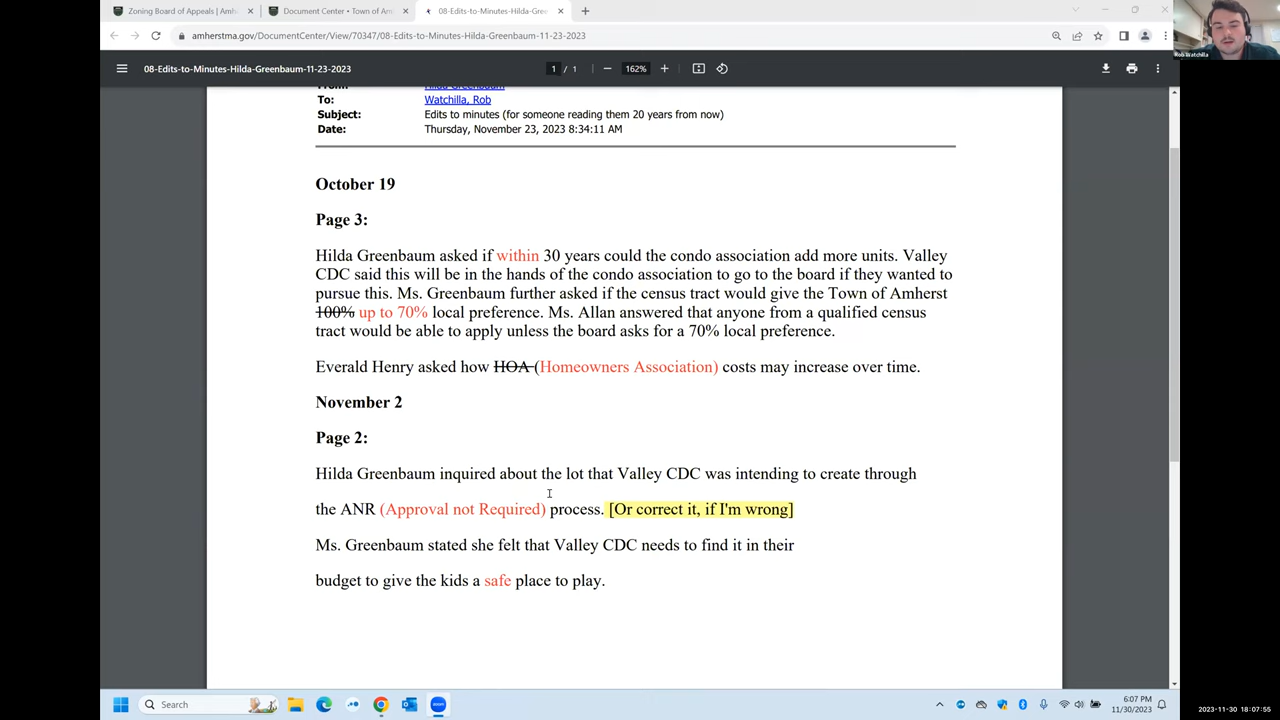 Zoning Board of Appeals | Amh
Document Center • Town of Am
08-Edits-to-Minutes-Hilda-Gree
amherstma.gov/DocumentCenter/View/70347/08-Edits-to-Minutes-Hilda-Greenbaum-11-23-2023
Rob Watchilla
08-Edits-to-Minutes-Hilda-Greenbaum-11-23-2023
1 / 1
162%
From: Hilda Greenbaum
To: Watchilla, Rob
Subject: Edits to minutes (for someone reading them 20 years from now)
Date: Thursday, November 23, 2023 8:34:11 AM
October 19
Page 3:
Hilda Greenbaum asked if within 30 years could the condo association add more units. Valley
CDC said this will be in the hands of the condo association to go to the board if they wanted to
pursue this. Ms. Greenbaum further asked if the census tract would give the Town of Amherst
100% up to 70% local preference. Ms. Allan answered that anyone from a qualified census
tract would be able to apply unless the board asks for a 70% local preference.
Everald Henry asked how HOA (Homeowners Association) costs may increase over time.
November 2
Page 2:
Hilda Greenbaum inquired about the lot that Valley CDC was intending to create through
the ANR (Approval not Required) process. [Or correct it, if I'm wrong]
Ms. Greenbaum stated she felt that Valley CDC needs to find it in their
budget to give the kids a safe place to play.
Search
6:07 PM
11/30/2023
2023-11-30 18:07:55